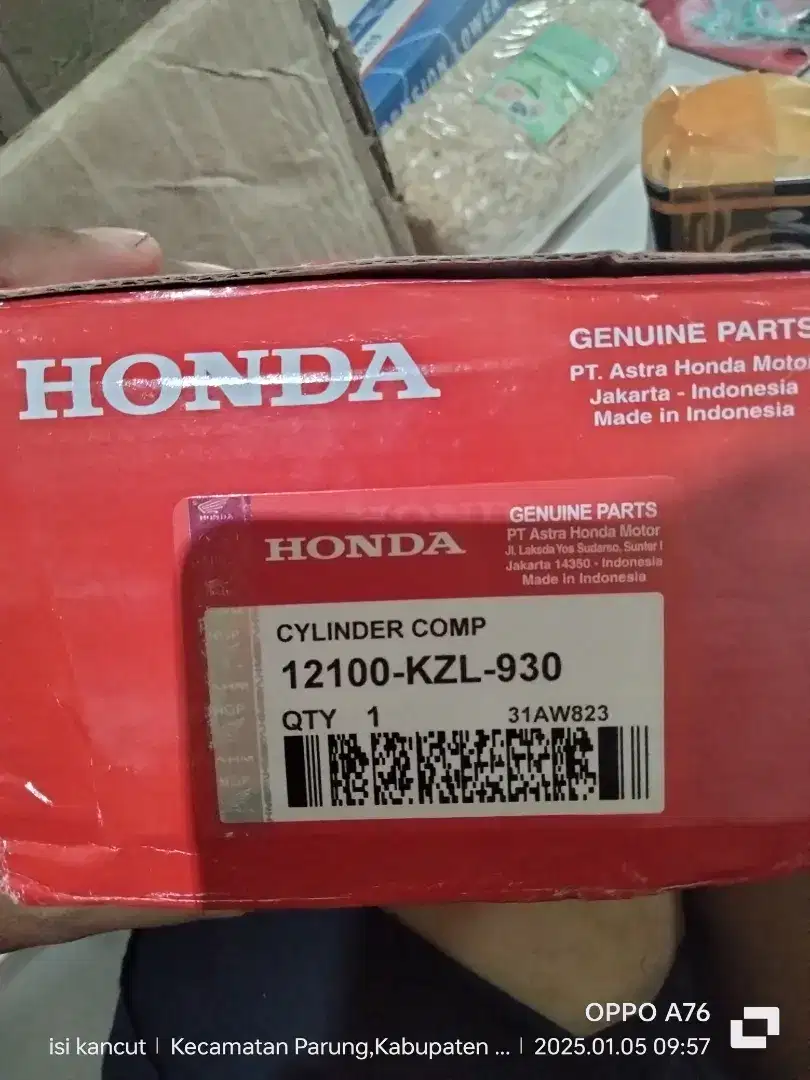 HONDA
GENUINE PARTS
PT. Astra Honda Motor
Jakarta - Indonesia
Made in Indonesia
HONDA
HONDA
GENUINE PARTS
PT Astra Honda Motor
Jl. Laksda Yos Sudarso, Sunter I
Jakarta 14350 - Indonesia
Made in Indonesia
CYLINDER COMP
12100-KZL-930
QTY 1
31AW823
OPPO A76
isi kancut | Kecamatan Parung,Kabupaten ... | 2025.01.05 09:57